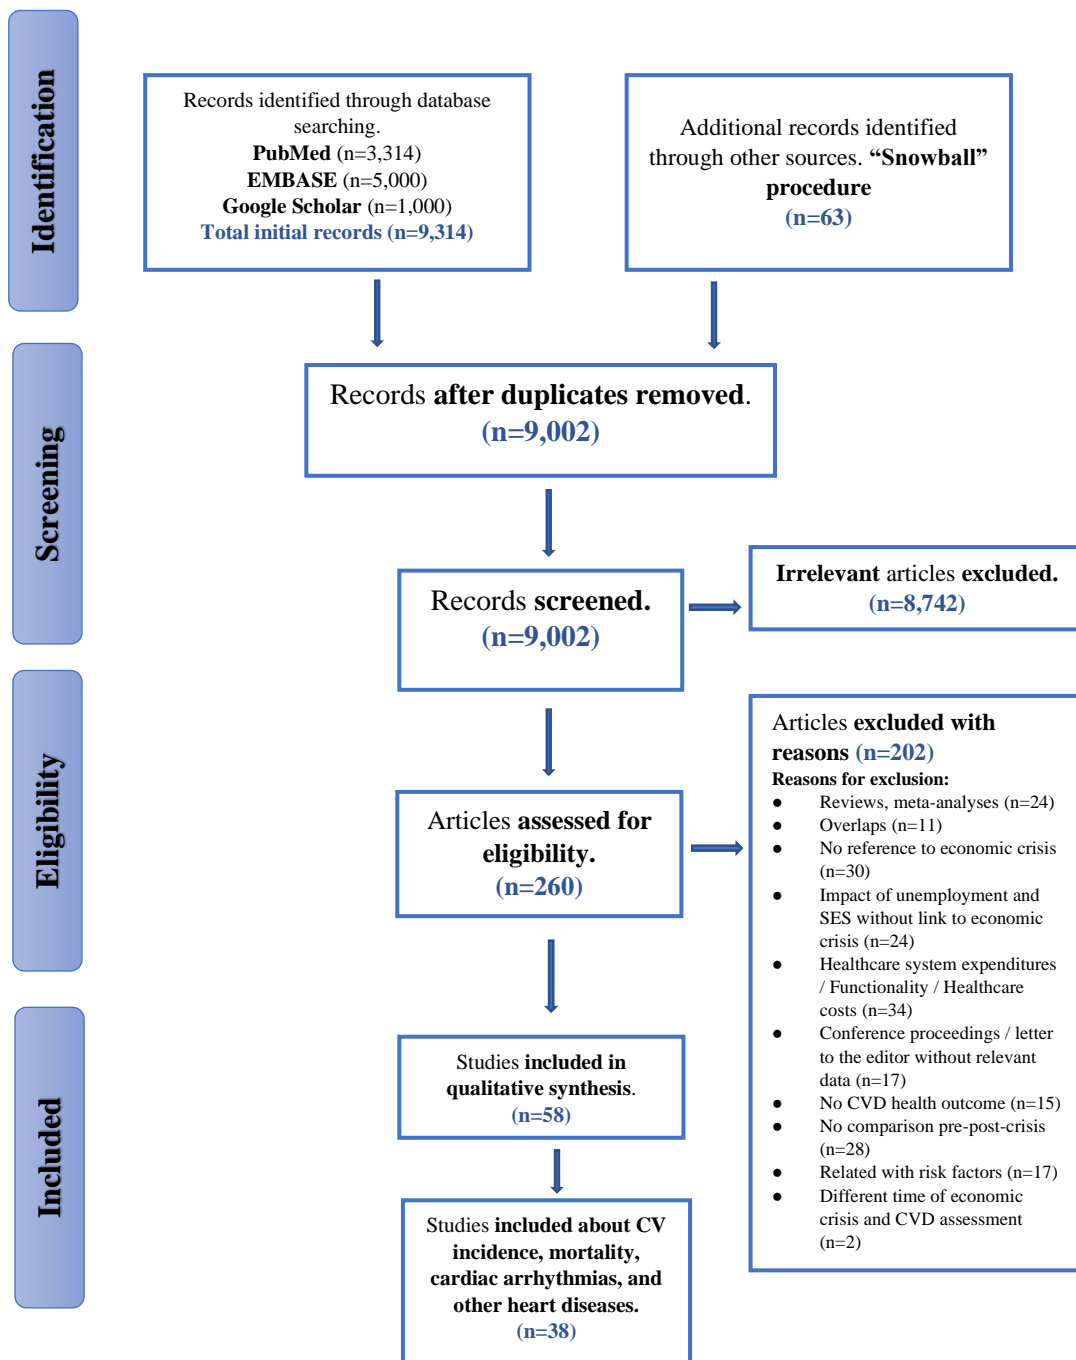 Identification
Records identified through database
searching.
PubMed (n=3,314)
EMBASE (n=5,000)
Google Scholar (n=1,000)
Total initial records (n=9,314)
Additional records identified
through other sources. “Snowball”
procedure
(n=63)
Screening
Records after duplicates removed.
(n=9,002)
Records screened.
(n=9,002)
Irrelevant articles excluded.
(n=8,742)
Eligibility
Articles assessed for
eligibility.
(n=260)
Articles excluded with
reasons (n=202)
Reasons for exclusion:
● Reviews, meta-analyses (n=24)
● Overlaps (n=11)
● No reference to economic crisis
(n=30)
● Impact of unemployment and
SES without link to economic
crisis (n=24)
● Healthcare system expenditures
/ Functionality / Healthcare
costs (n=34)
● Conference proceedings / letter
to the editor without relevant
data (n=17)
● No CVD health outcome (n=15)
● No comparison pre-post-crisis
(n=28)
● Related with risk factors (n=17)
● Different time of economic
crisis and CVD assessment
(n=2)
Included
Studies included in
qualitative synthesis.
(n=58)
Studies included about CV
incidence, mortality,
cardiac arrhythmias, and
other heart diseases.
(n=38)